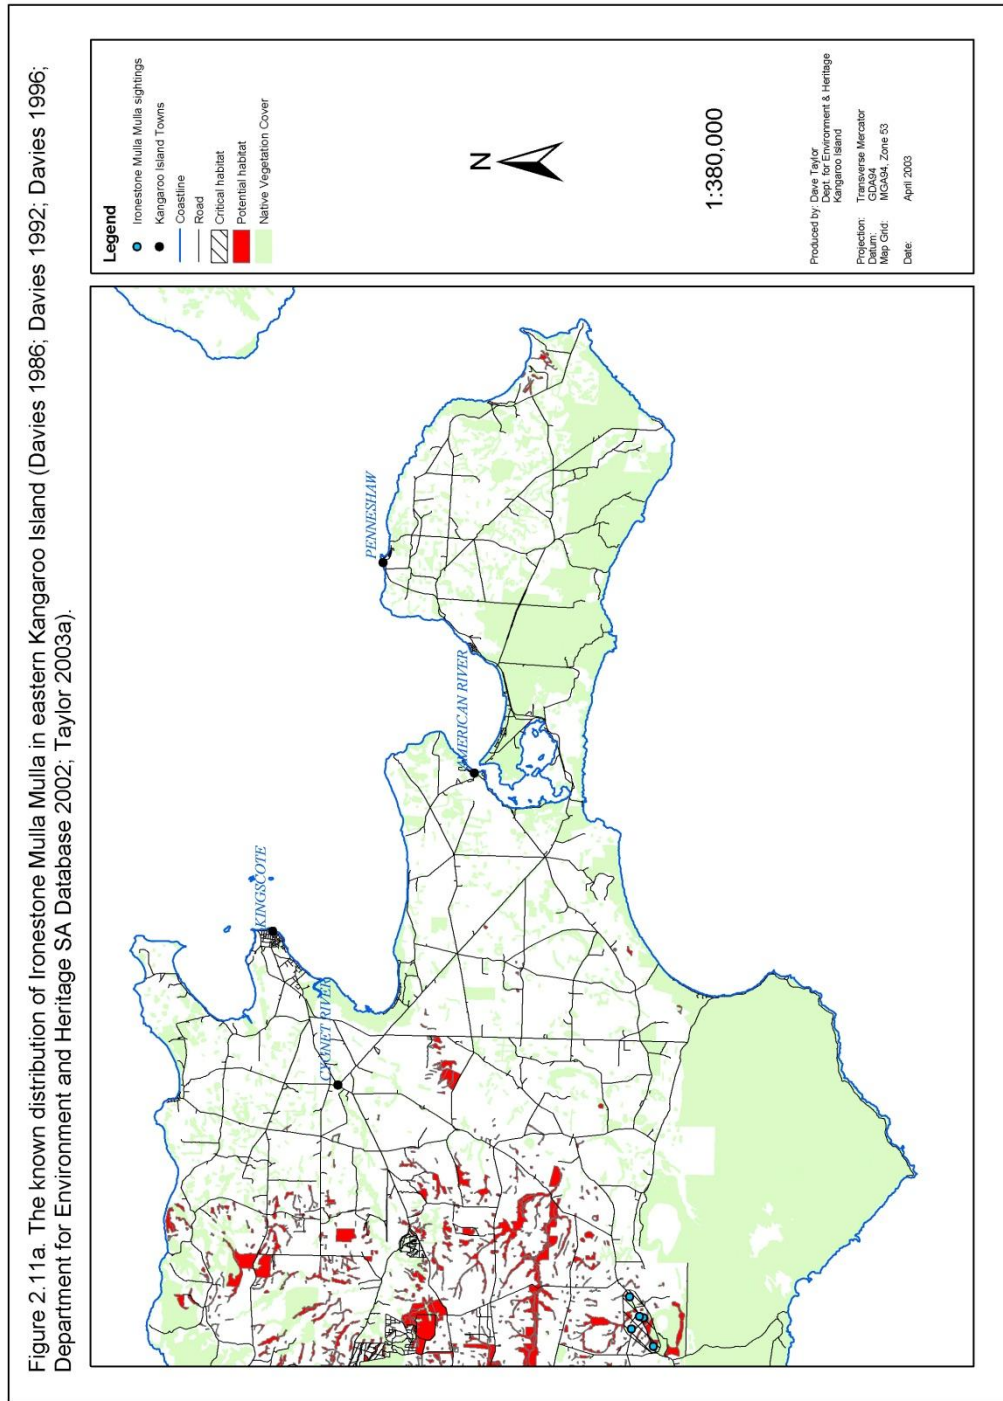 Figure 2.11a. The known distribution of Ironestone Mulla Mulla in eastern Kangaroo Island (Davies 1986; Davies 1992; Davies 1996;
Department for Environment and Heritage SA Database 2002; Taylor 2003a).
KINGSCOTE
CYGNET RIVER
AMERICAN RIVER
PENNESHAW
Legend
Ironestone Mulla sightings
Kangaroo Island Towns
Coastline
Road
Critical habitat
Potential habitat
Native Vegetation Cover
N
1:380,000
Produced by: Dave Taylor
Dept. for Environment & Heritage
Kangaroo Island
Projection: Transverse Mercator
Datum: GDA94
Map Grid: MGA94, Zone 53
Date: April 2003